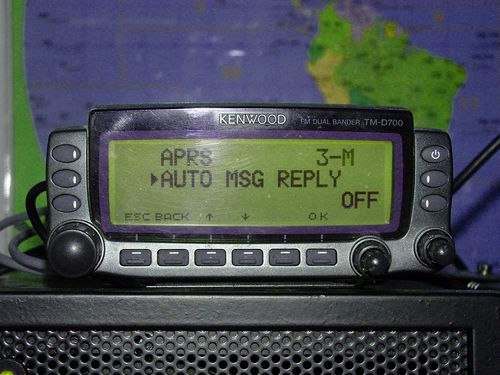 KENWOOD FM DUAL BANDER TM-D700
APRS 3-M
▸AUTO MSG REPLY
OFF
ESC BACK ↑ ↓ OK